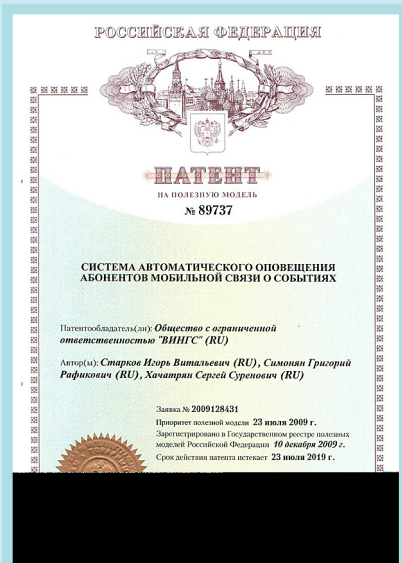 РОССИЙСКАЯ ФЕДЕРАЦИЯ
ПАТЕНТ
НА ПОЛЕЗНУЮ МОДЕЛЬ
№ 89737
СИСТЕМА АВТОМАТИЧЕСКОГО ОПОВЕЩЕНИЯ
АБОНЕНТОВ МОБИЛЬНОЙ СВЯЗИ О СОБЫТИЯХ
Патентообладатель(ли): Общество с ограниченной
ответственностью "ВИНГС" (RU)
Автор(ы): Старков Игорь Витальевич (RU), Симонян Григорий
Рафикович (RU), Хачатрян Сергей Суренович (RU)
Заявка № 2009128431
Приоритет полезной модели 23 июля 2009 г.
Зарегистрировано в Государственном реестре полезных
моделей Российской Федерации 10 декабря 2009 г.
Срок действия патента истекает 23 июля 2019 г.